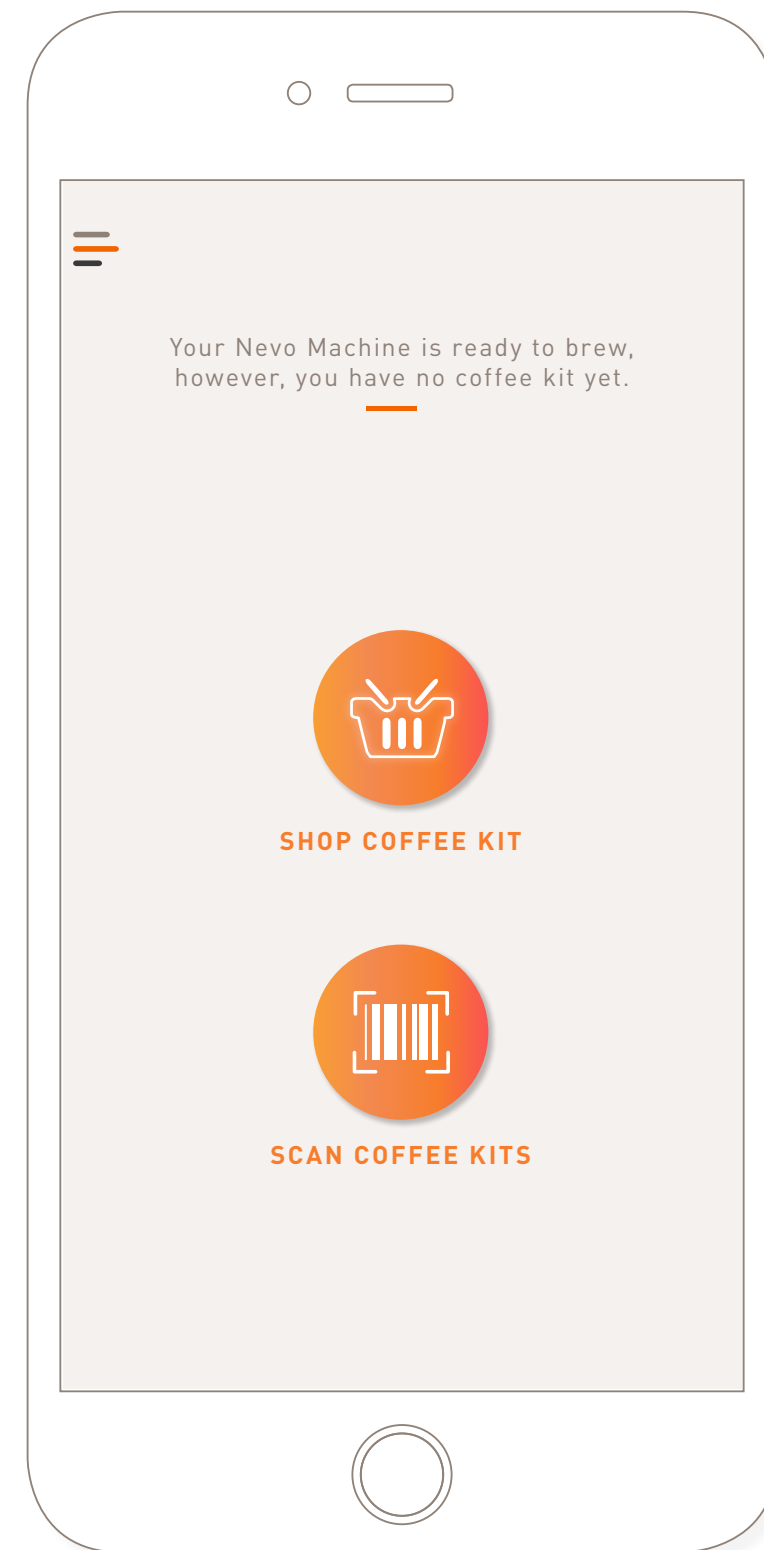 Your Nevo Machine is ready to brew,
however, you have no coffee kit yet.
SHOP COFFEE KIT
SCAN COFFEE KITS